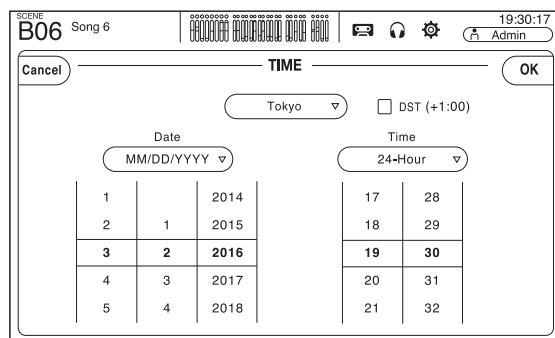 SCENE
B06 Song 6
19:30:17
Admin
Cancel
TIME
OK
Tokyo
DST (+1:00)
Date
Time
MM/DD/YYYY
24-Hour
1 2014 17 28
2 1 2015 18 29
3 2 2016 19 30
4 3 2017 20 31
5 4 2018 21 32